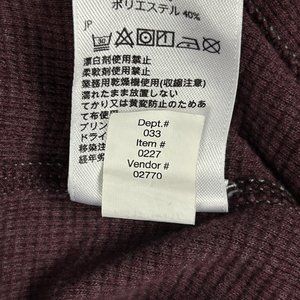 ポリエステル 40%
JP
30
漂白剤使用禁止
柔軟剤使用禁止
業務用乾燥機使用(収縮注意)
濡れたまま放置しない
てかり又は黄変防止のためあ
て布使用
プリン
ドライ
移染注
経年劣
Dept.#
033
Item #
0227
Vendor #
02770